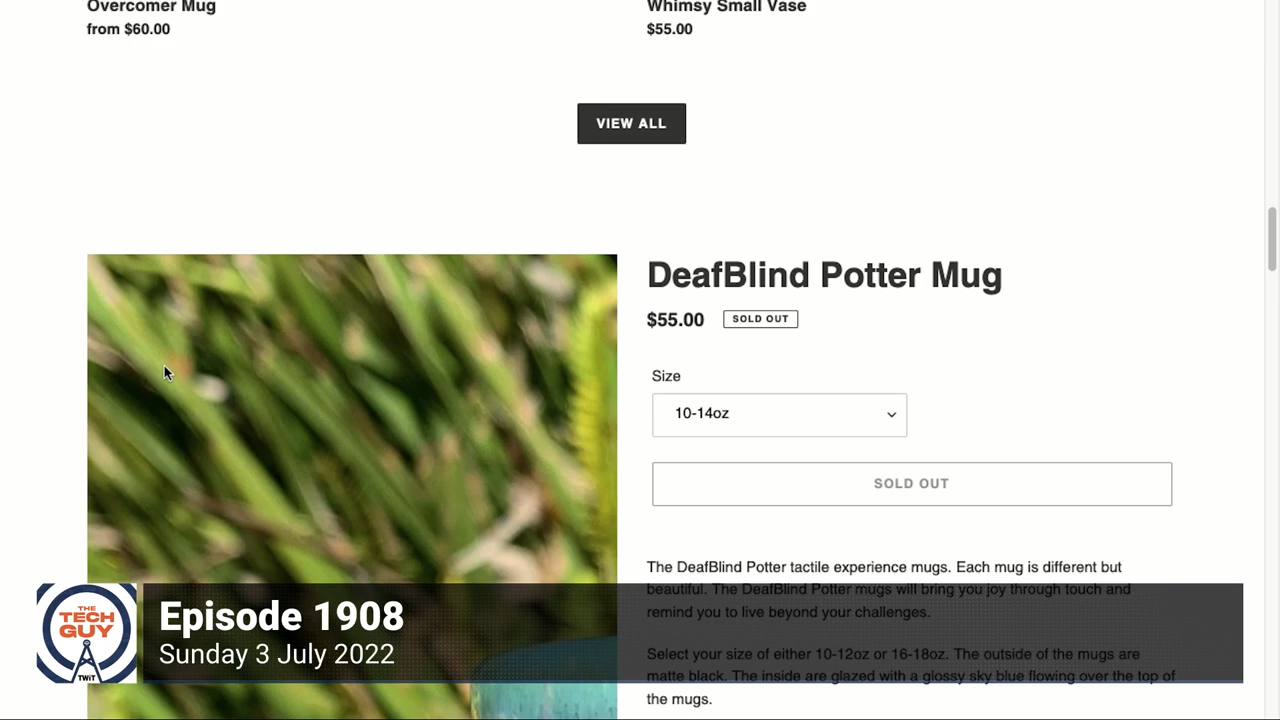 Overcomer Mug
from $60.00
Whimsy Small Vase
$55.00
VIEW ALL
DeafBlind Potter Mug
$55.00 SOLD OUT
Size
10-14oz
SOLD OUT
The DeafBlind Potter tactile experience mugs. Each mug is different but
beautiful. The DeafBlind Potter mugs will bring you joy through touch and
remind you to live beyond your challenges.
Select your size of either 10-12oz or 16-18oz. The outside of the mugs are
matte black. The inside are glazed with a glossy sky blue flowing over the top of
the mugs.
THE
TECH
GUY
TWiT
Episode 1908
Sunday 3 July 2022